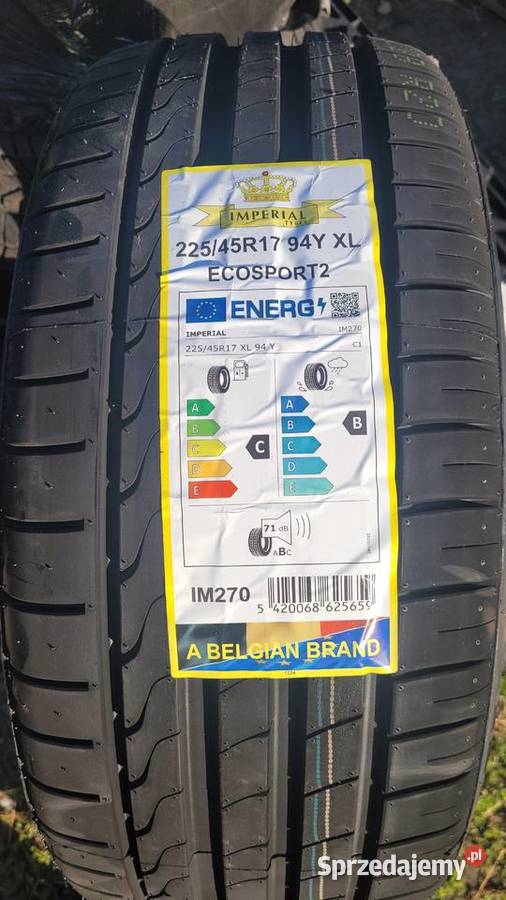 IMPERIAL
TYRES
225/45R17 94Y XL
ECOSPORT2
ENERG
IMPERIAL IM270
225/45R17 XL 94 Y C1
A A
B B B
C C C
D D
E E
71 dB
ABC
IM270 5 420068 625659
A BELGIAN BRAND
Sprzedajemy.pl